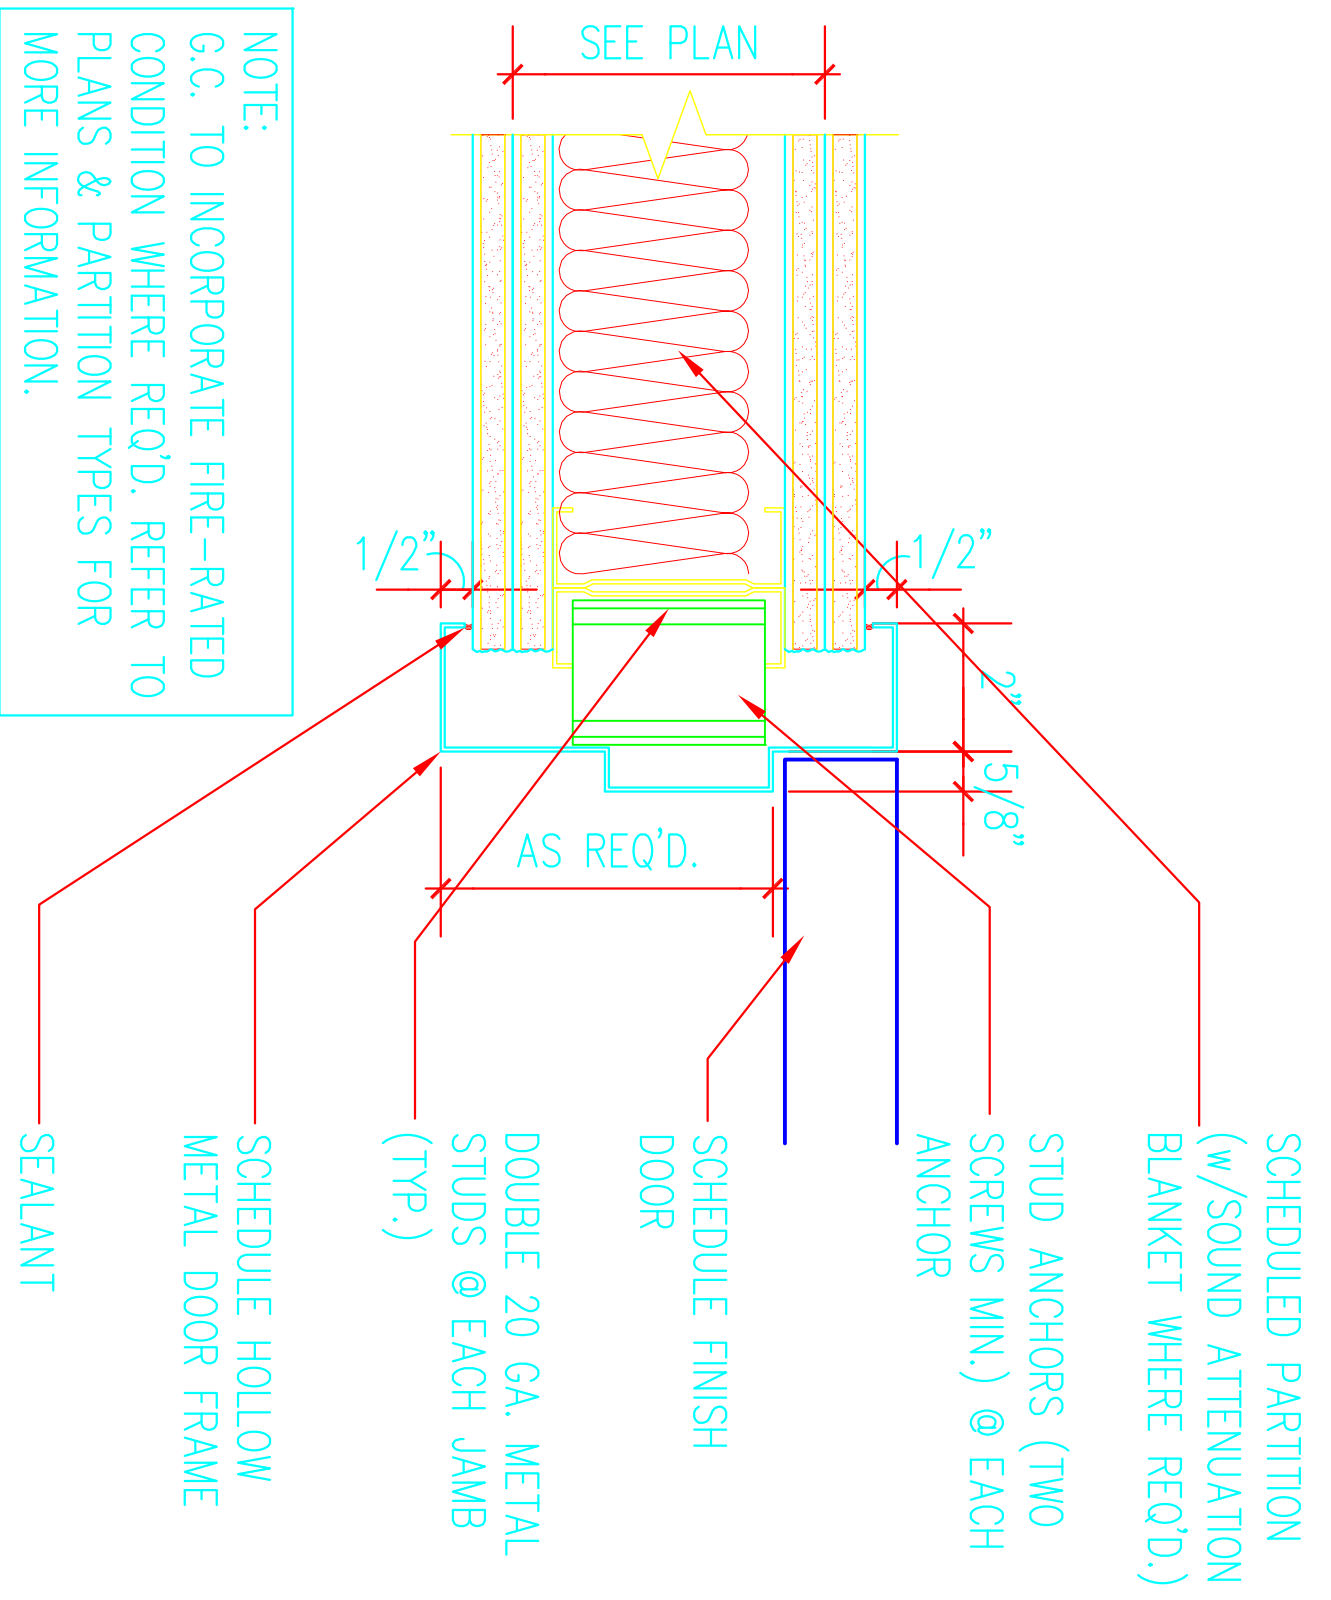 SEE PLAN
NOTE:
G.C. TO INCORPORATE FIRE-RATED
CONDITION WHERE REQ'D. REFER TO
PLANS & PARTITION TYPES FOR
MORE INFORMATION.
1/2"
1/2"
2"
5/8"
AS REQ'D.
SCHEDULED PARTITION
(w/SOUND ATTENUATION
BLANKET WHERE REQ'D.)
STUD ANCHORS (TWO
SCREWS MIN.) @ EACH
ANCHOR
SCHEDULE FINISH
DOOR
DOUBLE 20 GA. METAL
STUDS @ EACH JAMB
(TYP.)
SCHEDULE HOLLOW
METAL DOOR FRAME
SEALANT